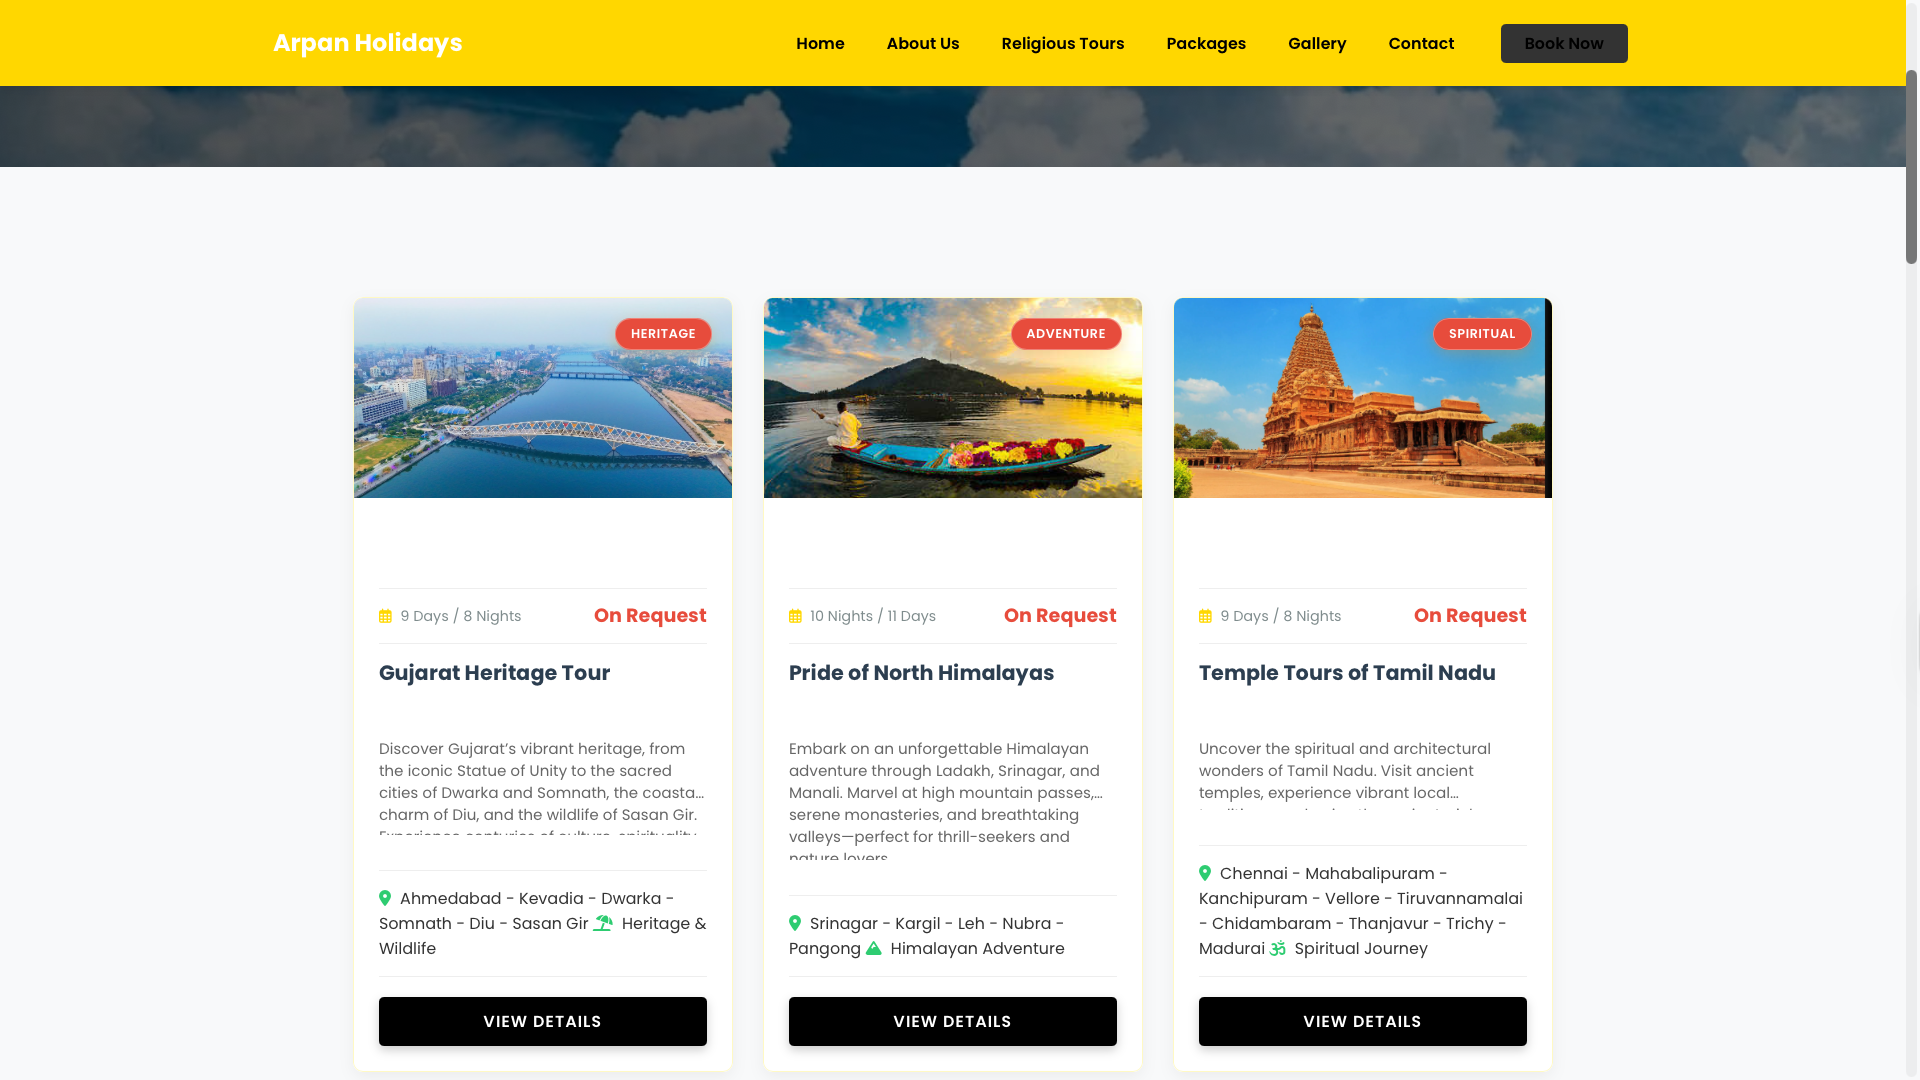 Arpan Holidays
Home
About Us
Religious Tours
Packages
Gallery
Contact
Book Now
HERITAGE
9 Days / 8 Nights
On Request
Gujarat Heritage Tour
Discover Gujarat’s vibrant heritage, from
the iconic Statue of Unity to the sacred
cities of Dwarka and Somnath, the coasta…
charm of Diu, and the wildlife of Sasan Gir.
Experience centuries of culture, spirituality,
Ahmedabad - Kevadia - Dwarka -
Somnath - Diu - Sasan Gir Heritage &
Wildlife
VIEW DETAILS
ADVENTURE
10 Nights / 11 Days
On Request
Pride of North Himalayas
Embark on an unforgettable Himalayan
adventure through Ladakh, Srinagar, and
Manali. Marvel at high mountain passes,…
serene monasteries, and breathtaking
valleys—perfect for thrill-seekers and
nature lovers.
Srinagar - Kargil - Leh - Nubra -
Pangong Himalayan Adventure
VIEW DETAILS
SPIRITUAL
9 Days / 8 Nights
On Request
Temple Tours of Tamil Nadu
Uncover the spiritual and architectural
wonders of Tamil Nadu. Visit ancient
temples, experience vibrant local…
Chennai - Mahabalipuram -
Kanchipuram - Vellore - Tiruvannamalai
- Chidambaram - Thanjavur - Trichy -
Madurai Spiritual Journey
VIEW DETAILS